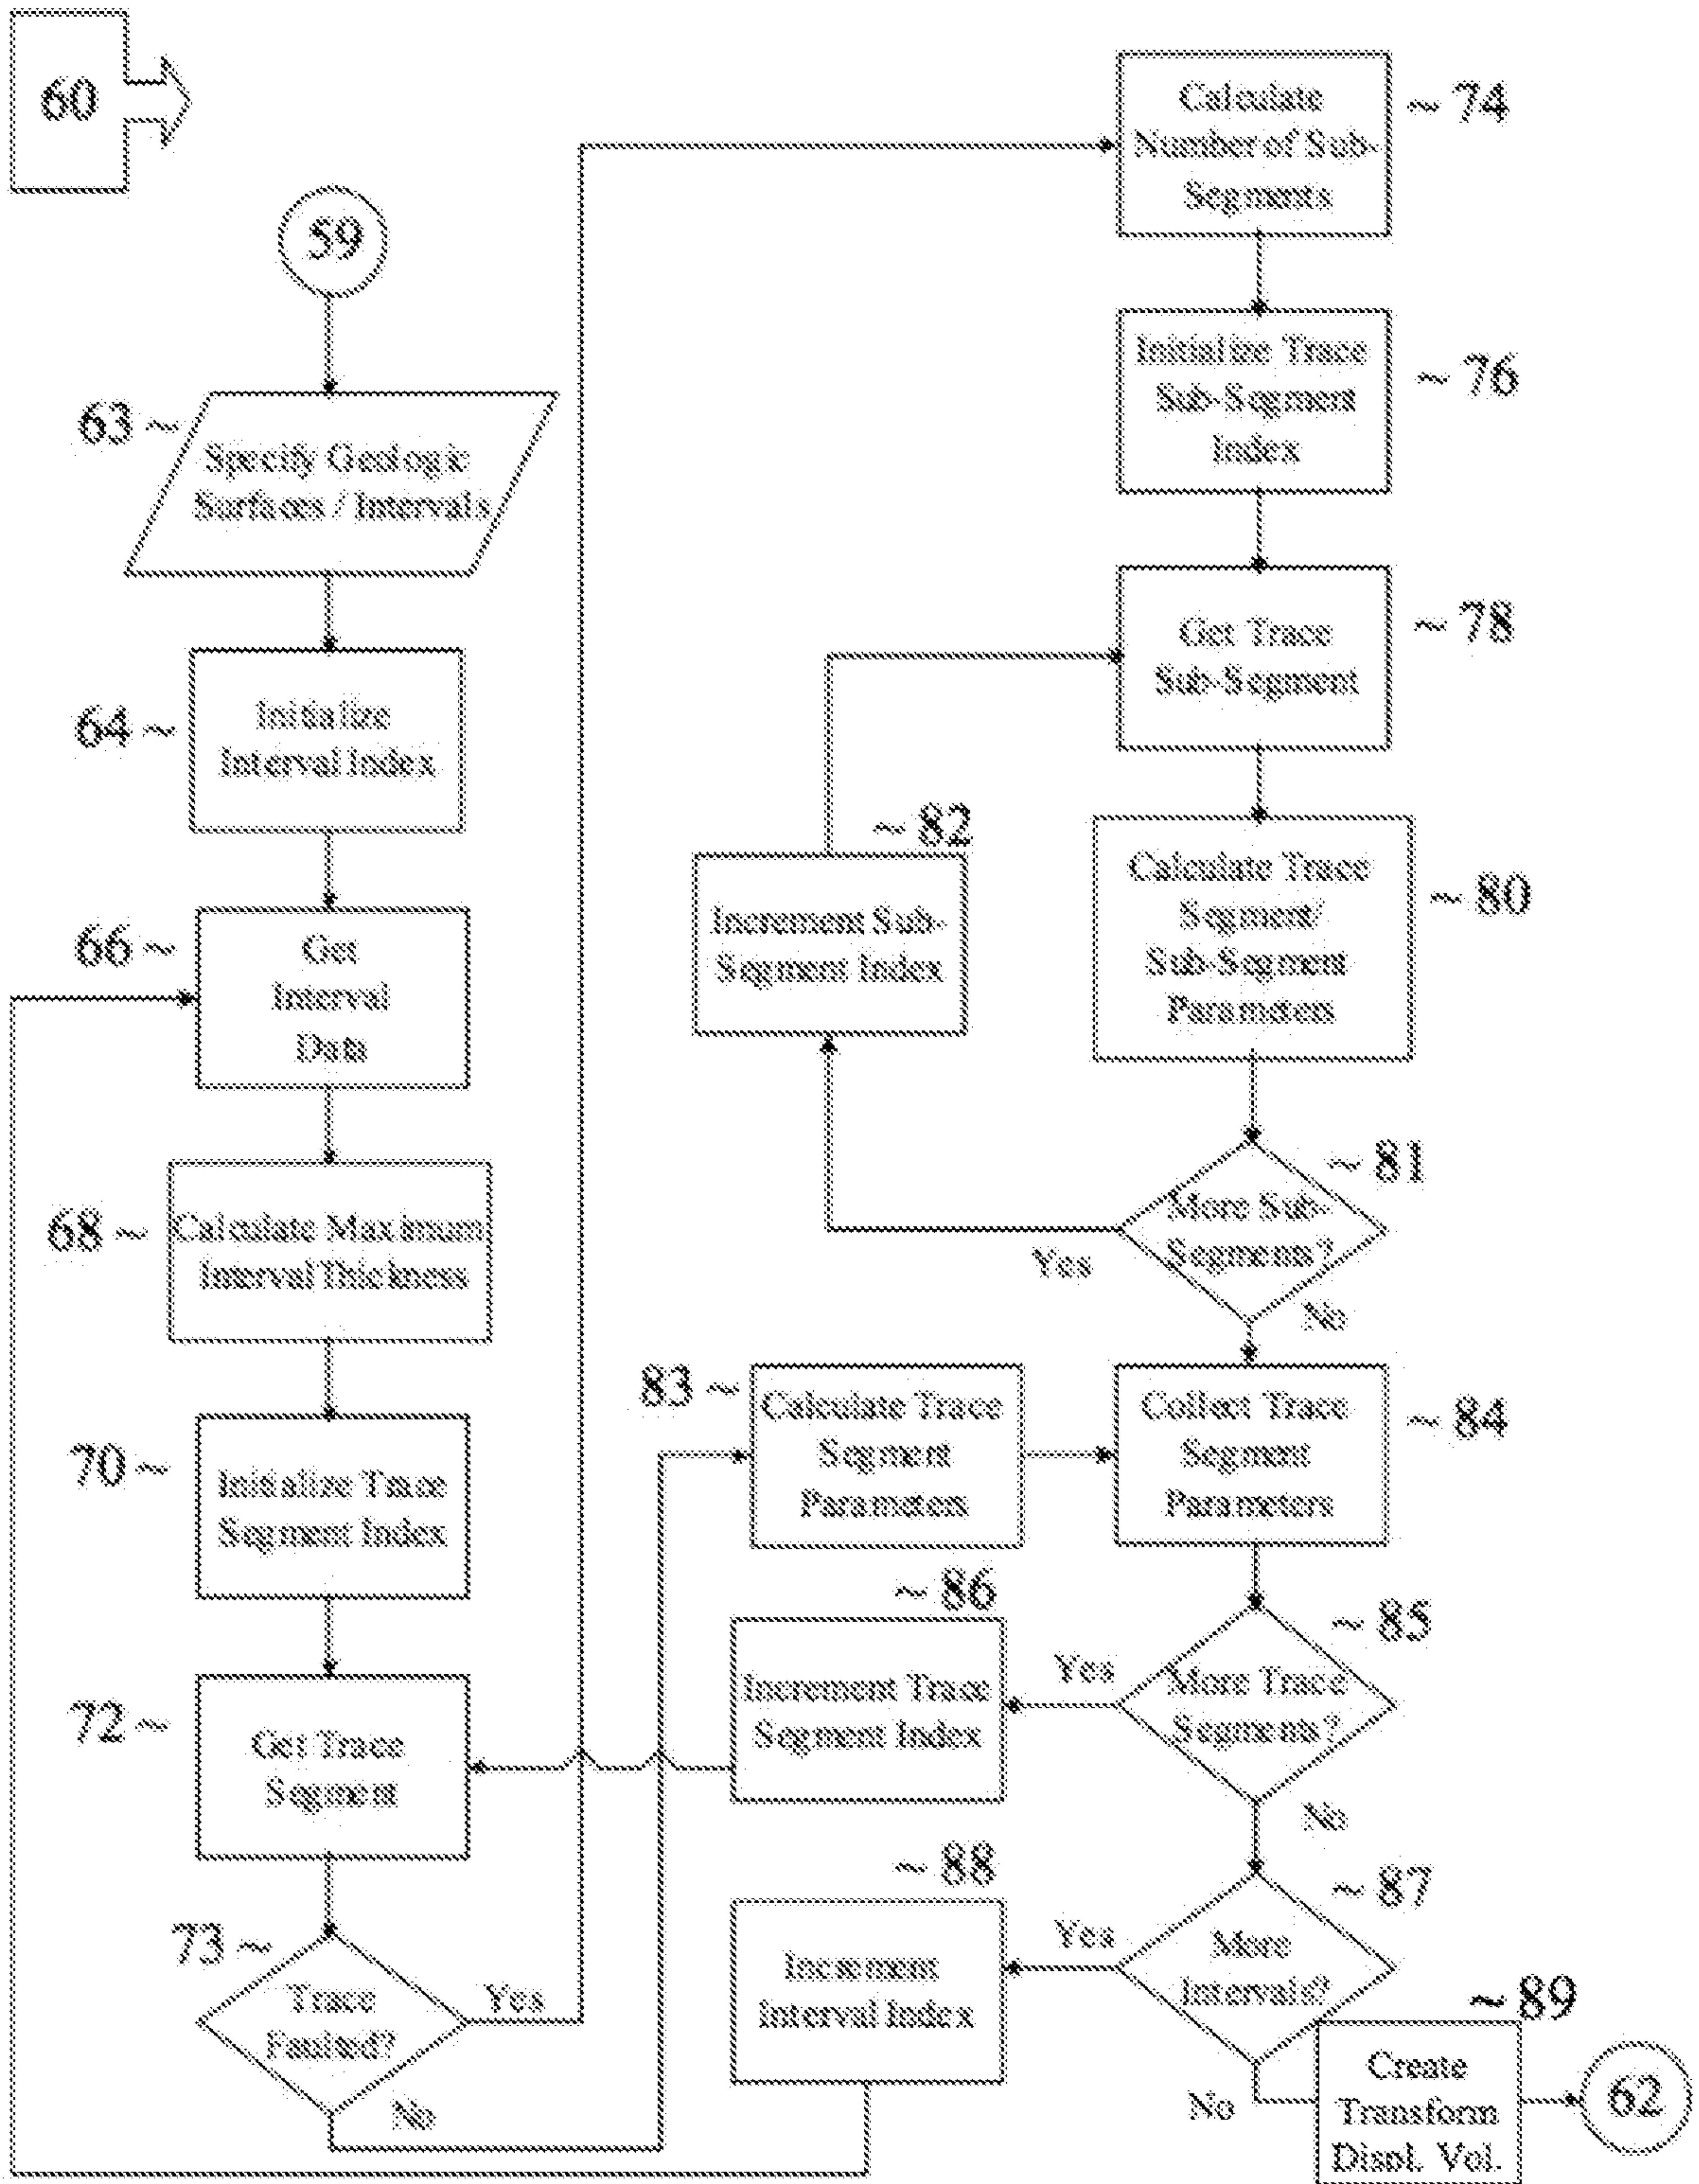 60
59
63 ~
Specify Geologic
Surfaces / Intervals
64 ~
Initialize
Interval Index
66 ~
Get
Interval
Data
68 ~
Calculate Maximum
Interval Thickness
70 ~
Initialize Trace
Segment Index
72 ~
Get Trace
Segment
73 ~
Trace
Faulted?
Yes
No
Calculate
Number of Sub-
Segments
~ 74
Initialize Trace
Sub-Segment
Index
~ 76
Get Trace
Sub-Segment
~ 78
Calculate Trace
Segment/
Sub-Segment
Parameters
~ 80
More Sub-
Segments?
~ 81
Yes
No
~ 82
Increment Sub-
Segment Index
83 ~
Calculate Trace
Segment
Parameters
Collect Trace
Segment
Parameters
~ 84
More Trace
Segments?
~ 85
Yes
No
~ 86
Increment Trace
Segment Index
More
Intervals?
~ 87
Yes
No
~ 88
Increment
Interval Index
~ 89
Create
Transform
Displ. Vol.
62